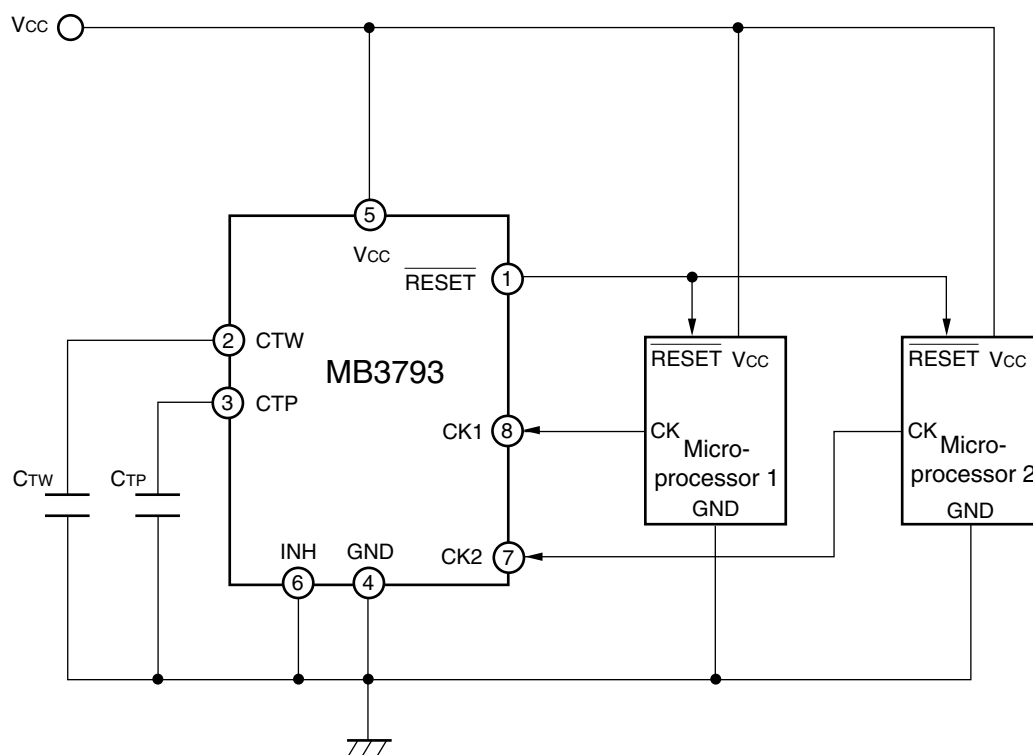 VCC
5
VCC
RESET
1
2
CTW
RESET VCC
RESET VCC
MB3793
3
CTP
CK1
8
CK
Micro-
processor 1
CK
Micro-
processor 2
CTW
CTP
GND
GND
INH
GND
CK2
7
6
4